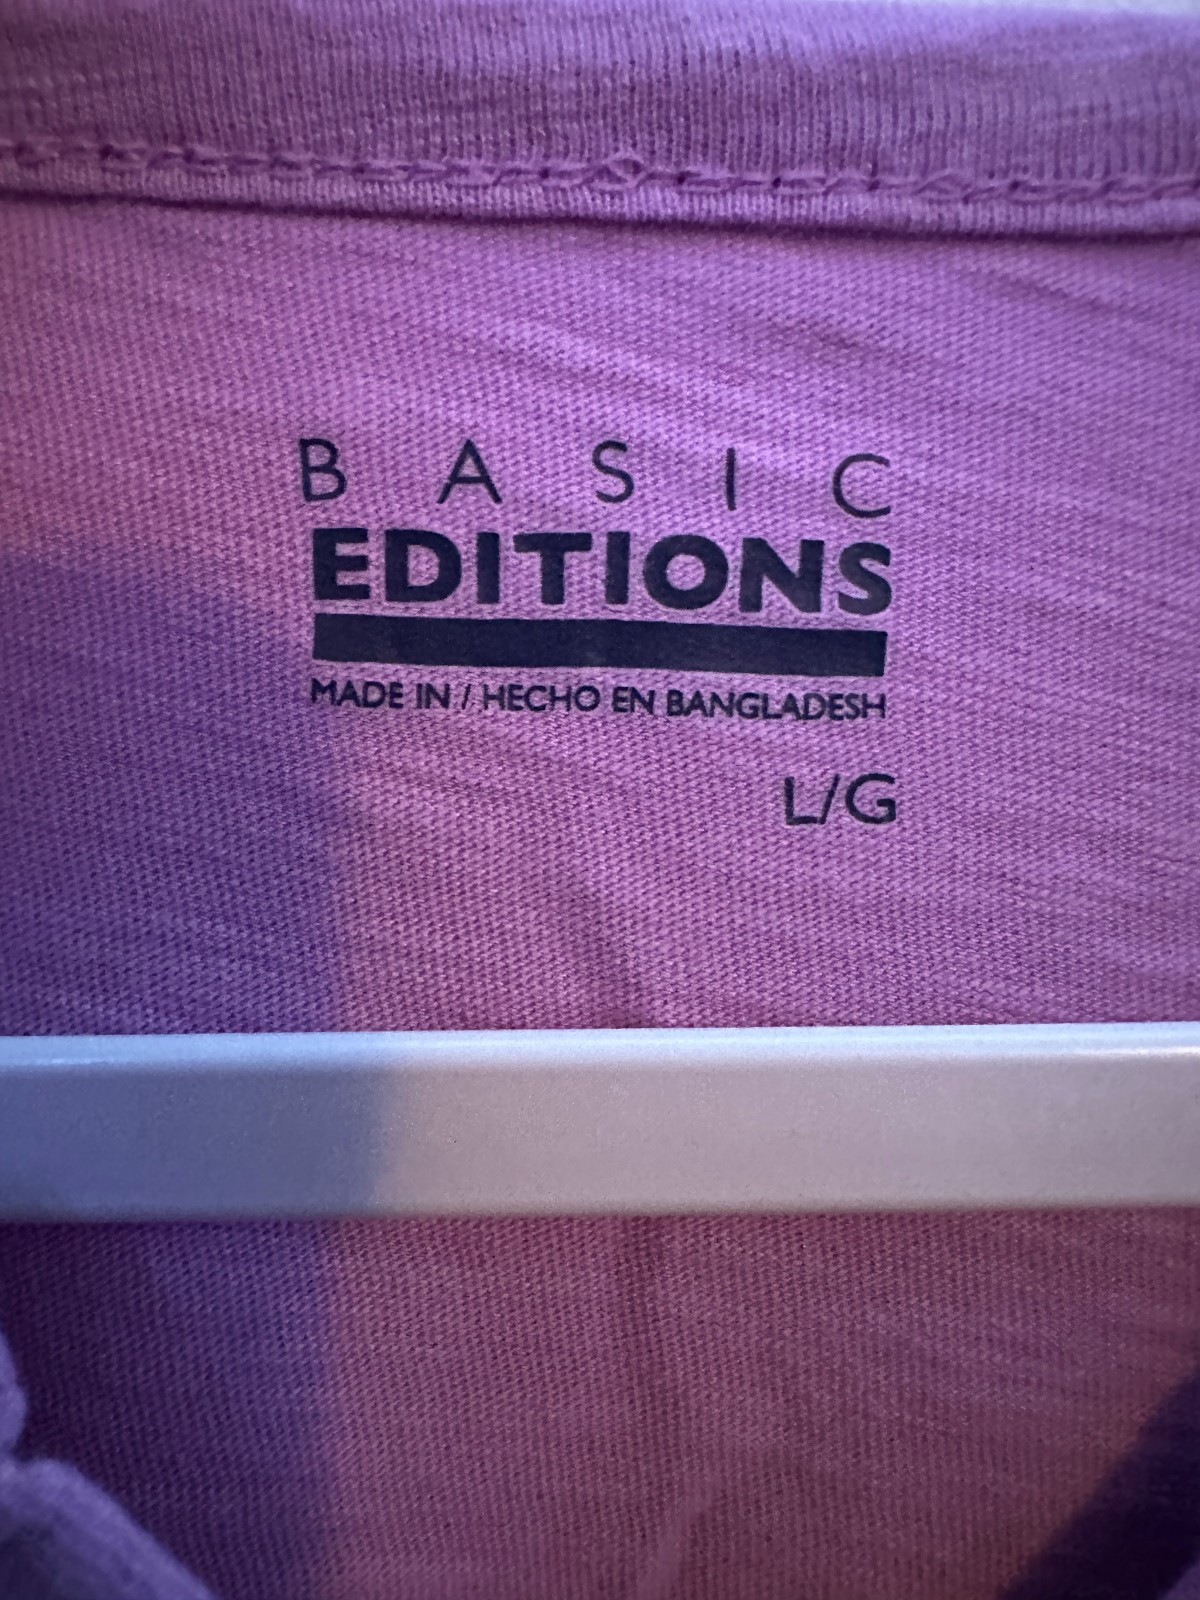 BASIC
EDITIONS
MADE IN / HECHO EN BANGLADESH
L/G